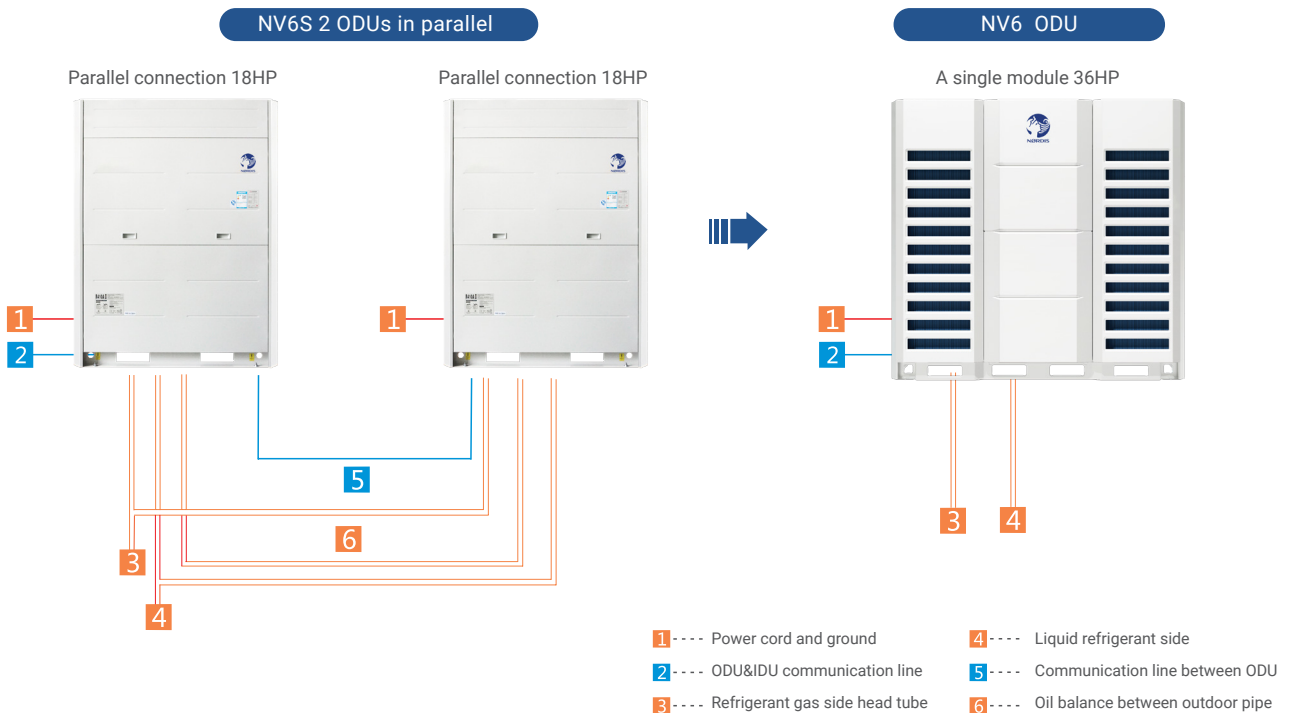 NV6S 2 ODUs in parallel
NV6 ODU
Parallel connection 18HP
Parallel connection 18HP
A single module 36HP
NØRDIS
NØRDIS
NØRDIS
1
1
1
2
2
5
6
3
4
3
4
1 ---- Power cord and ground
2 ---- ODU&IDU communication line
3 ---- Refrigerant gas side head tube
4 ---- Liquid refrigerant side
5 ---- Communication line between ODU
6 ---- Oil balance between outdoor pipe